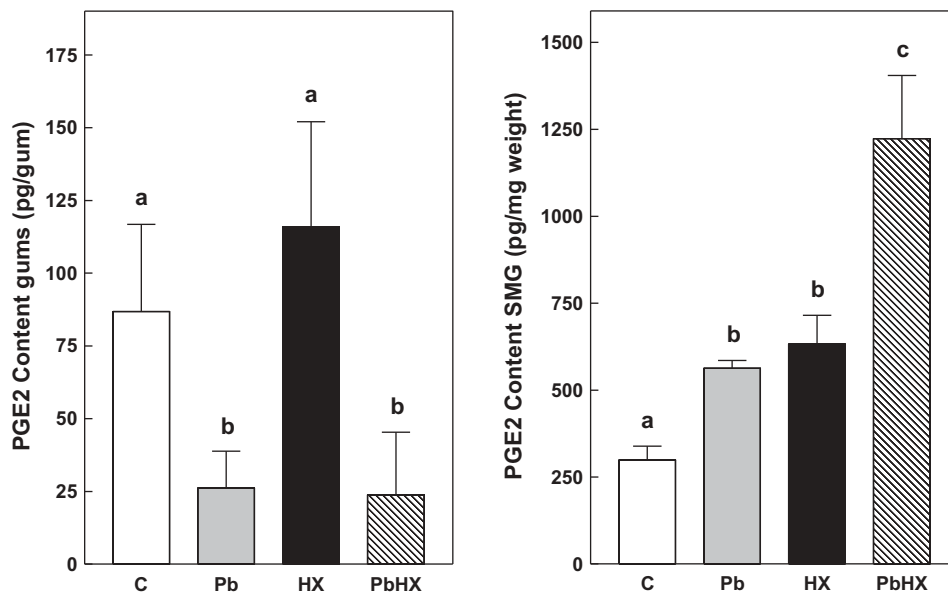 PGE2 Content gums (pg/gum)
175
150
125
100
75
50
25
0
a
b
a
b
C Pb HX PbHX
PGE2 Content SMG (pg/mg weight)
1500
1250
1000
750
500
250
0
a
b
b
c
C Pb HX PbHX